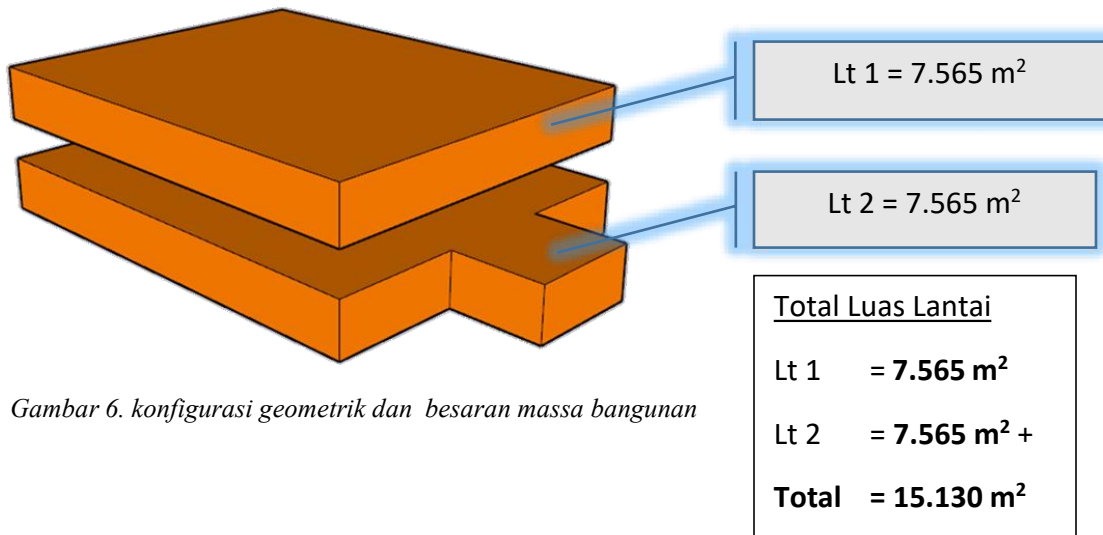 Lt 1 = 7.565 m²
Lt 2 = 7.565 m²
Total Luas Lantai
Lt 1 = 7.565 m²
Lt 2 = 7.565 m² +
Total = 15.130 m²
Gambar 6. konfigurasi geometrik dan besaran massa bangunan